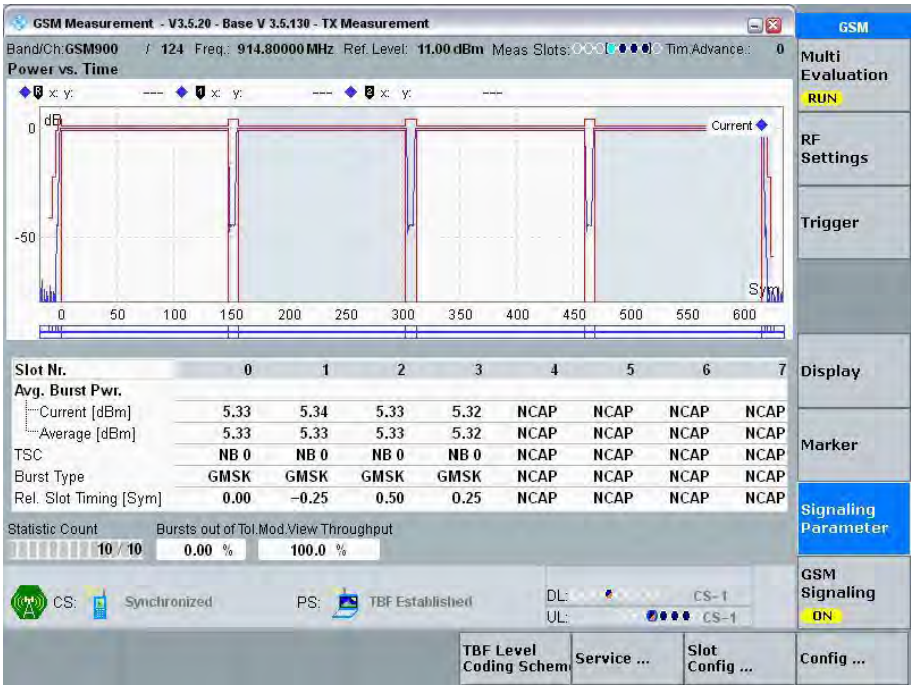 GSM Measurement - V3.5.20 - Base V 3.5.130 - TX Measurement
GSM
Band/Ch:GSM900 / 124 Freq.: 914.80000 MHz Ref. Level: 11.00 dBm Meas Slots: Tim.Advance.: 0
Power vs. Time
R x: y: --- 1 x: y: --- 2 x: y: ---
dB
Current
0
-50
Sym
0 50 100 150 200 250 300 350 400 450 500 550 600
Slot Nr. 0 1 2 3 4 5 6 7
Avg. Burst Pwr.
Current [dBm] 5.33 5.34 5.33 5.32 NCAP NCAP NCAP NCAP
Average [dBm] 5.33 5.33 5.33 5.32 NCAP NCAP NCAP NCAP
TSC NB 0 NB 0 NB 0 NB 0 NCAP NCAP NCAP NCAP
Burst Type GMSK GMSK GMSK GMSK NCAP NCAP NCAP NCAP
Rel. Slot Timing [Sym] 0.00 -0.25 0.50 0.25 NCAP NCAP NCAP NCAP
Statistic Count Bursts out of Tol. Mod.View Throughput
10 / 10 0.00 % 100.0 %
CS: Synchronized PS: TBF Established
DL: CS-1
UL: CS-1
Multi
Evaluation
RUN
RF
Settings
Trigger
Display
Marker
Signaling
Parameter
GSM
Signaling
ON
TBF Level
Coding Schem
Service ...
Slot
Config ...
Config ...